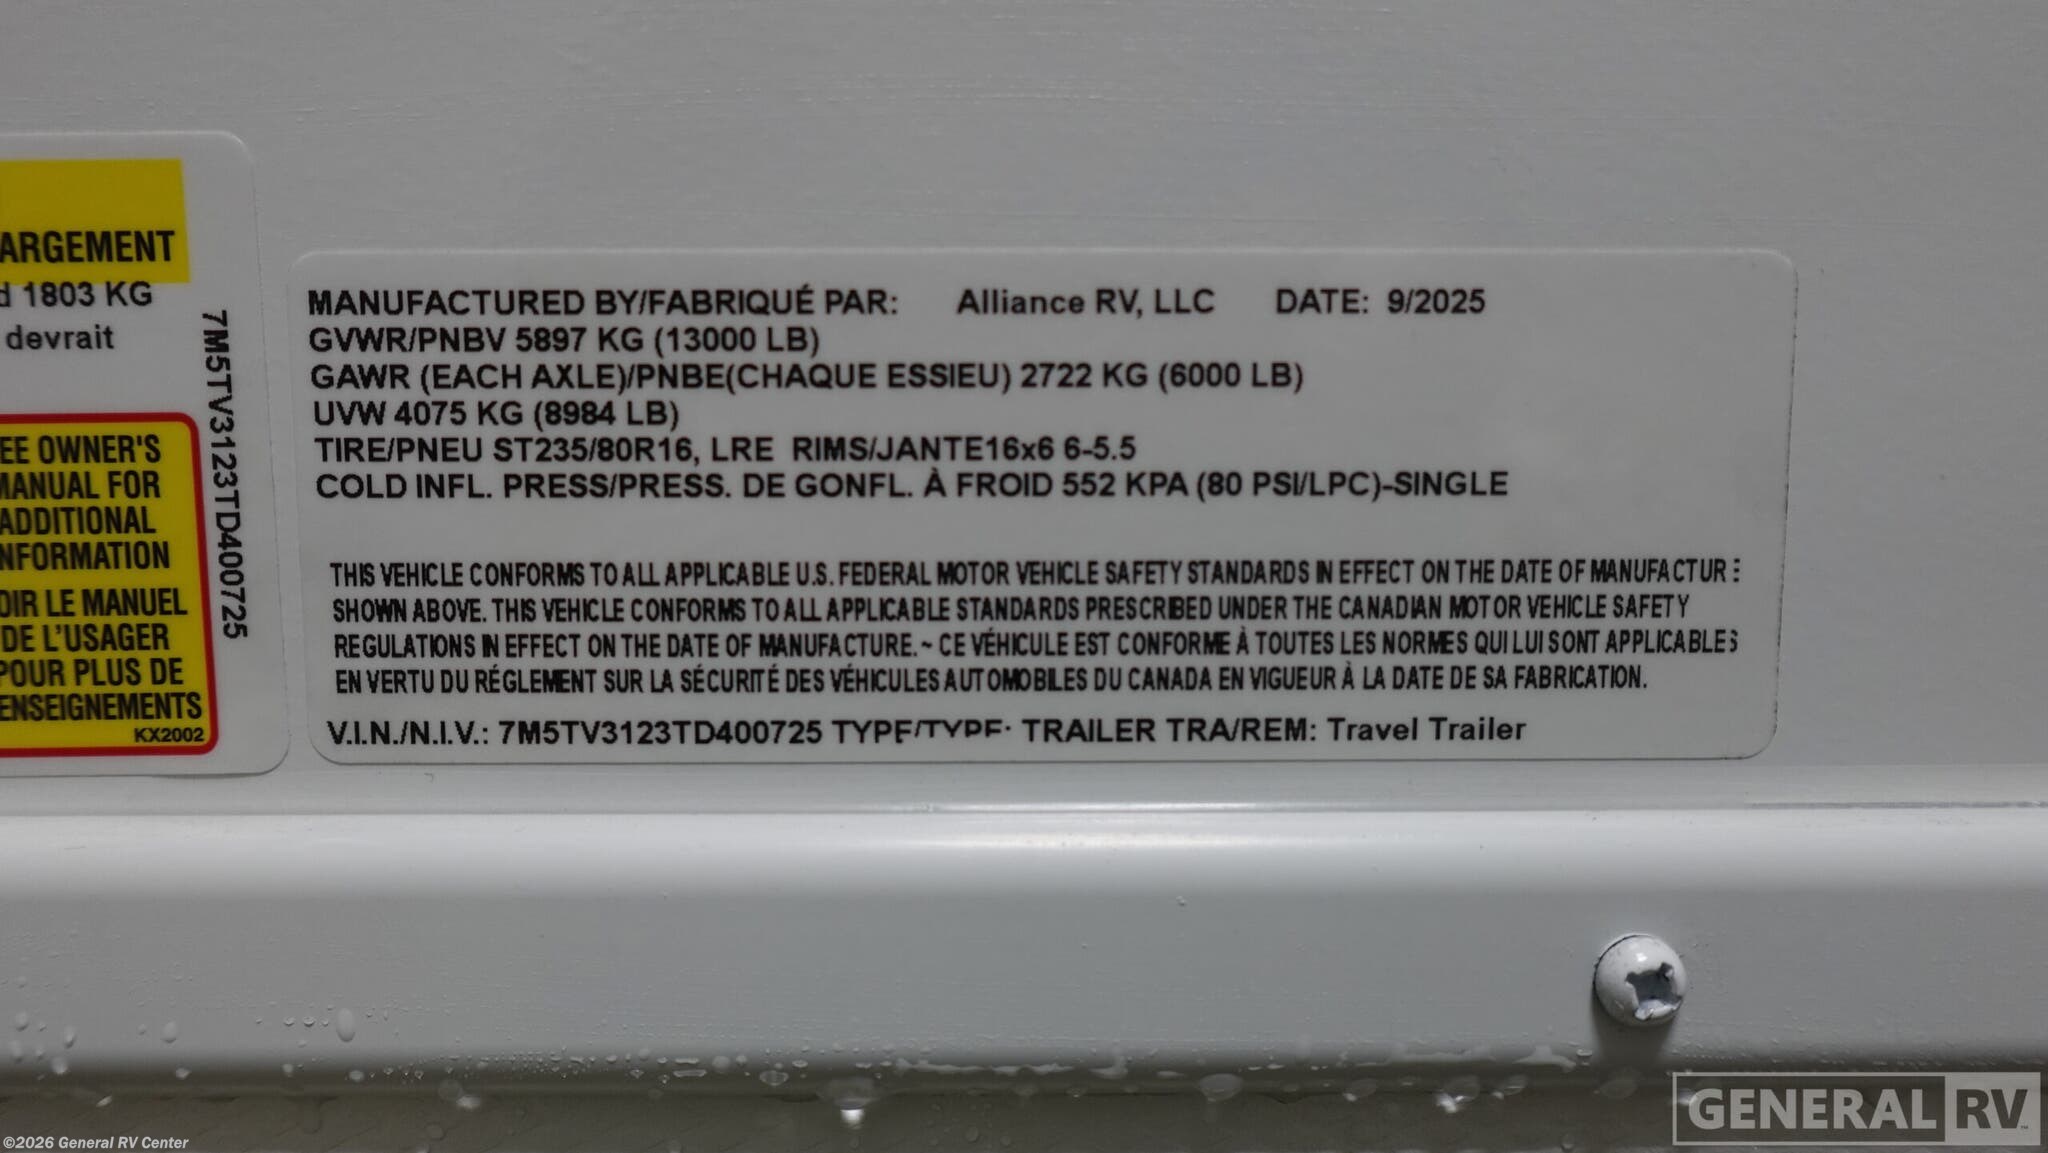 ARGEMENT
d 1803 KG
devrait
EE OWNER'S
MANUAL FOR
ADDITIONAL
NFORMATION
OIR LE MANUEL
DE L'USAGER
POUR PLUS DE
ENSEIGNEMENTS
KX2002
7M5TV3123TD400725
MANUFACTURED BY/FABRIQUÉ PAR: Alliance RV, LLC DATE: 9/2025
GVWR/PNBV 5897 KG (13000 LB)
GAWR (EACH AXLE)/PNBE(CHAQUE ESSIEU) 2722 KG (6000 LB)
UVW 4075 KG (8984 LB)
TIRE/PNEU ST235/80R16, LRE RIMS/JANTE16x6 6-5.5
COLD INFL. PRESS/PRESS. DE GONFL. À FROID 552 KPA (80 PSI/LPC)-SINGLE
THIS VEHICLE CONFORMS TO ALL APPLICABLE U.S. FEDERAL MOTOR VEHICLE SAFETY STANDARDS IN EFFECT ON THE DATE OF MANUFACTURE
SHOWN ABOVE. THIS VEHICLE CONFORMS TO ALL APPLICABLE STANDARDS PRESCRIBED UNDER THE CANADIAN MOTOR VEHICLE SAFETY
REGULATIONS IN EFFECT ON THE DATE OF MANUFACTURE. ~ CE VÉHICULE EST CONFORME À TOUTES LES NORMES QUI LUI SONT APPLICABLES
EN VERTU DU RÉGLEMENT SUR LA SÉCURITÉ DES VÉHICULES AUTOMOBILES DU CANADA EN VIGUEUR À LA DATE DE SA FABRICATION.
V.I.N./N.I.V.: 7M5TV3123TD400725 TYPE/TYPE: TRAILER TRA/REM: Travel Trailer
GENERAL RV
©2026 General RV Center